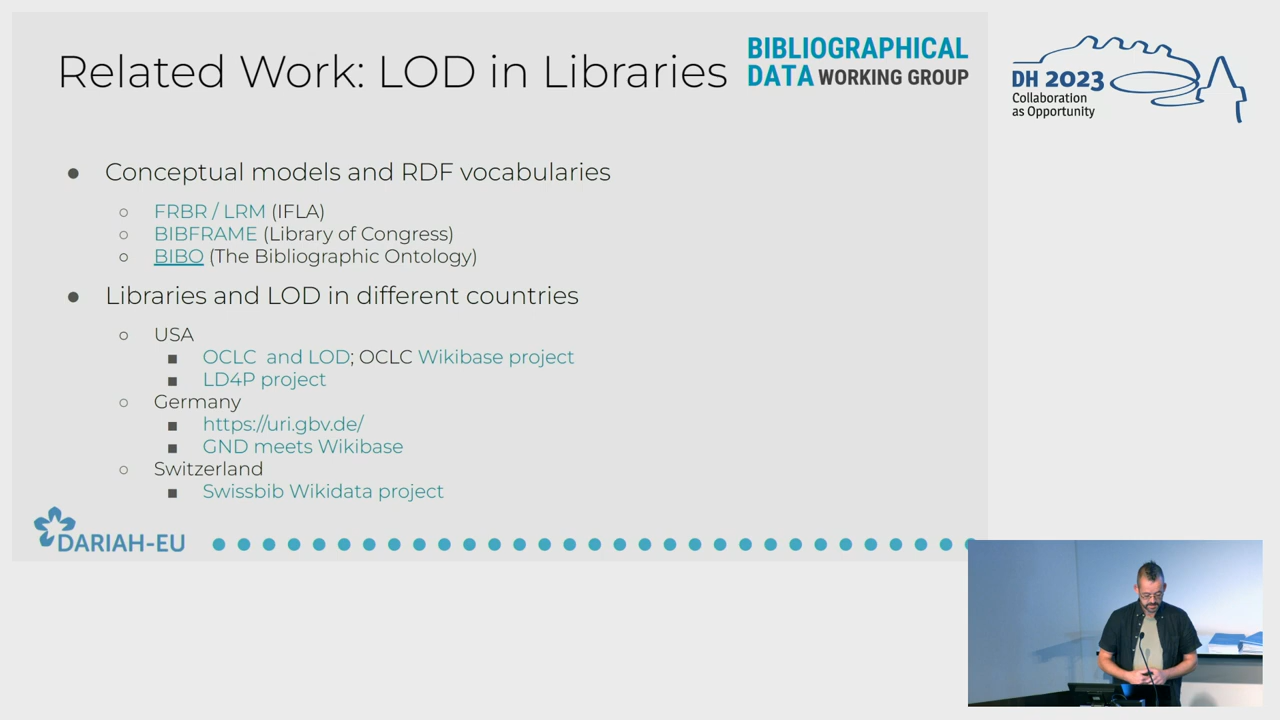 Related Work: LOD in Libraries
BIBLIOGRAPHICAL
DATA WORKING GROUP
DH 2023
Collaboration
as Opportunity
● Conceptual models and RDF vocabularies
○ FRBR / LRM (IFLA)
○ BIBFRAME (Library of Congress)
○ BIBO (The Bibliographic Ontology)
● Libraries and LOD in different countries
○ USA
■ OCLC and LOD; OCLC Wikibase project
■ LD4P project
○ Germany
■ https://uri.gbv.de/
■ GND meets Wikibase
○ Switzerland
■ Swissbib Wikidata project
DARIAH-EU